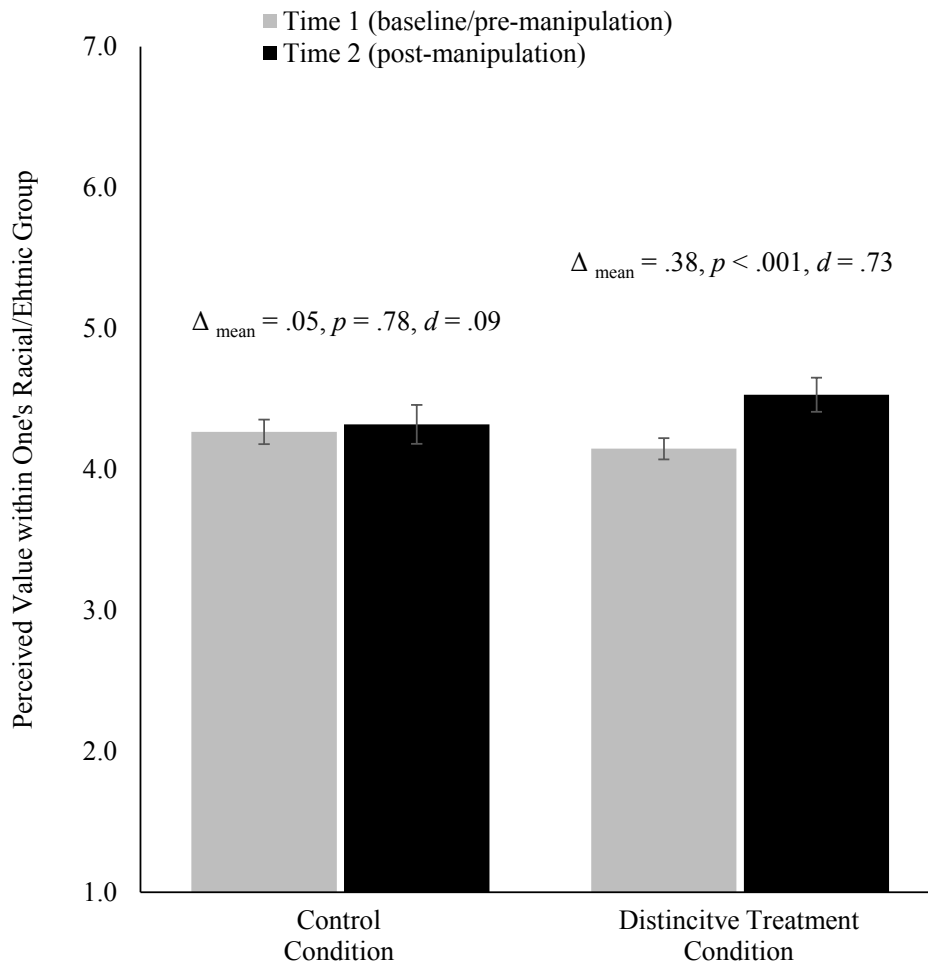 Time 1 (baseline/pre-manipulation)
Time 2 (post-manipulation)
7.0
6.0
5.0
4.0
3.0
2.0
1.0
Perceived Value within One's Racial/Ehtnic Group
Δ mean = .05, p = .78, d = .09
Δ mean = .38, p < .001, d = .73
Control
Condition
Distincitve Treatment
Condition